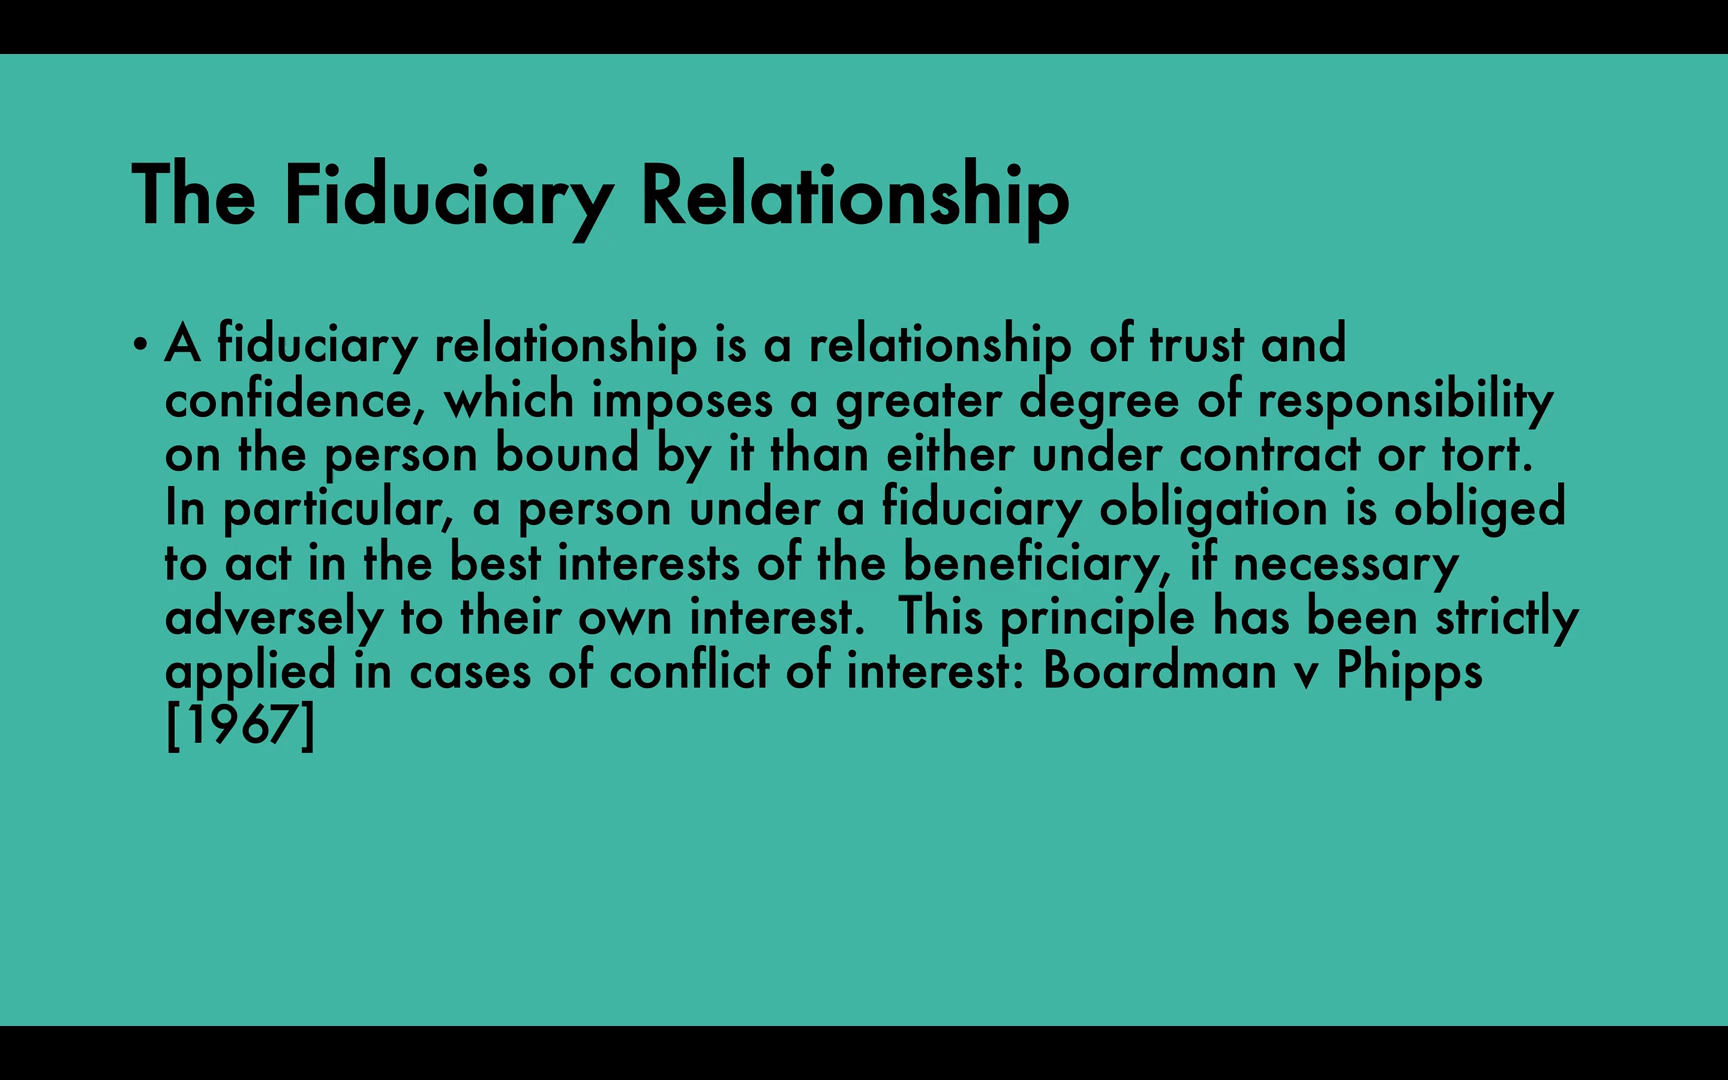 The Fiduciary Relationship
• A fiduciary relationship is a relationship of trust and
confidence, which imposes a greater degree of responsibility
on the person bound by it than either under contract or tort.
In particular, a person under a fiduciary obligation is obliged
to act in the best interests of the beneficiary, if necessary
adversely to their own interest.  This principle has been strictly
applied in cases of conflict of interest: Boardman v Phipps
[1967]